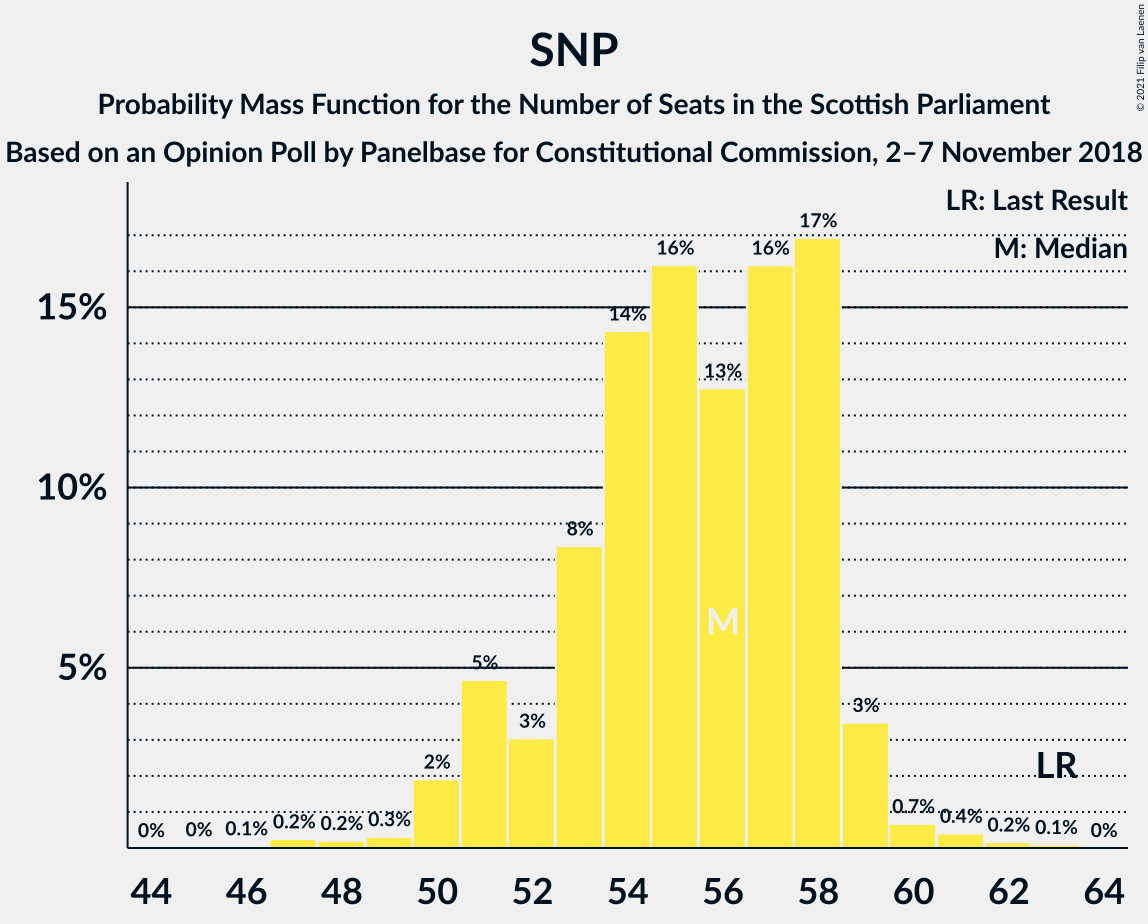 SNP
Probability Mass Function for the Number of Seats in the Scottish Parliament
Based on an Opinion Poll by Panelbase for Constitutional Commission, 2–7 November 2018
© 2021 Filip van Laenen
LR: Last Result
M: Median
15%
10%
5%
0%
0%
0.1%
0.2%
0.2%
0.3%
2%
5%
3%
8%
14%
16%
13%
16%
17%
3%
0.7%
0.4%
0.2%
0.1%
0%
M
LR
44 46 48 50 52 54 56 58 60 62 64